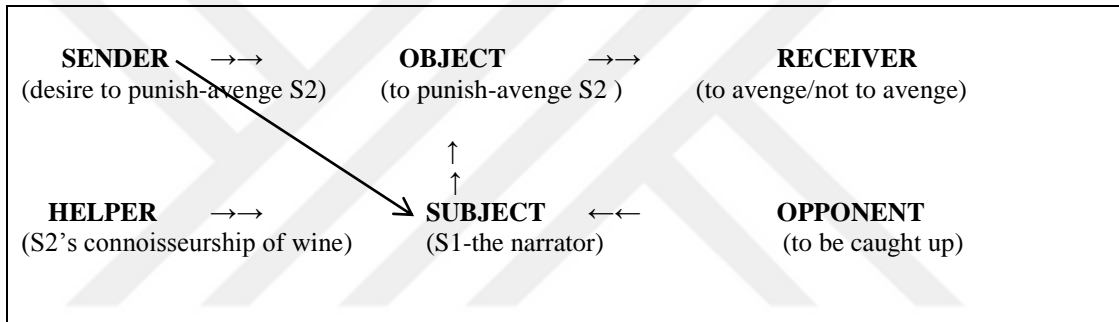 SENDER →→ OBJECT →→ RECEIVER
(desire to punish-avenge S2) (to punish-avenge S2 ) (to avenge/not to avenge)
↑
↑
HELPER →→ SUBJECT ←← OPPONENT
(S2's connoisseurship of wine) (S1-the narrator) (to be caught up)